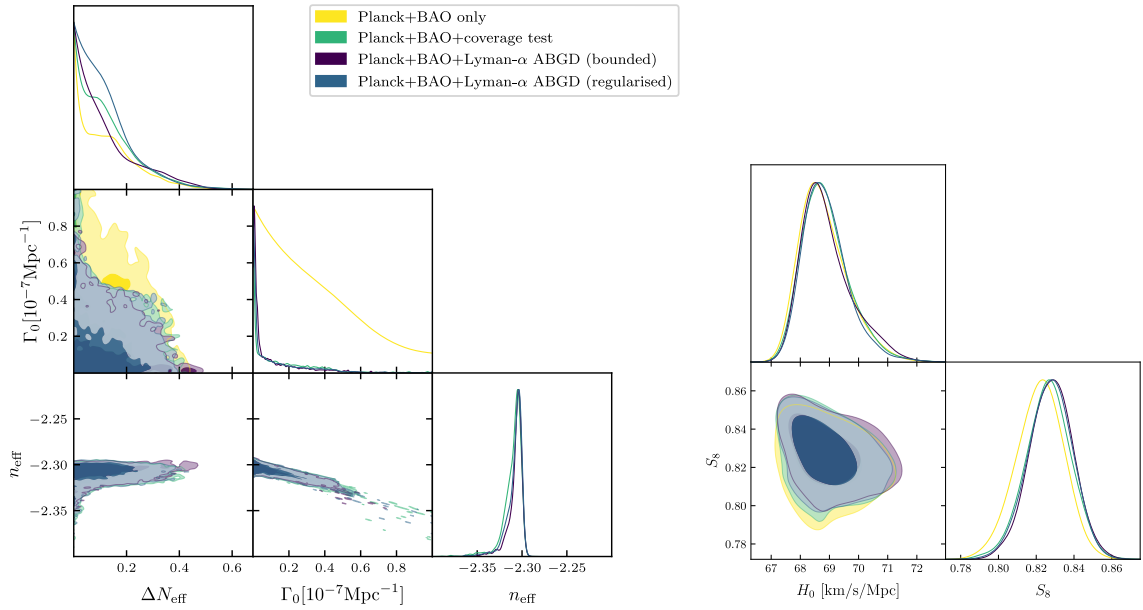 Planck+BAO only
Planck+BAO+coverage test
Planck+BAO+Lyman-α ABGD (bounded)
Planck+BAO+Lyman-α ABGD (regularised)
0.8
0.6
0.4
0.2
Γ₀[10⁻⁷Mpc⁻¹]
−2.25
−2.30
−2.35
n_eff
0.2 0.4 0.6
ΔN_eff
0.2 0.4 0.6 0.8
Γ₀[10⁻⁷Mpc⁻¹]
−2.35 −2.30 −2.25
n_eff
0.86
0.84
0.82
0.80
0.78
S₈
67 68 69 70 71 72
H₀ [km/s/Mpc]
0.78 0.80 0.82 0.84 0.86
S₈